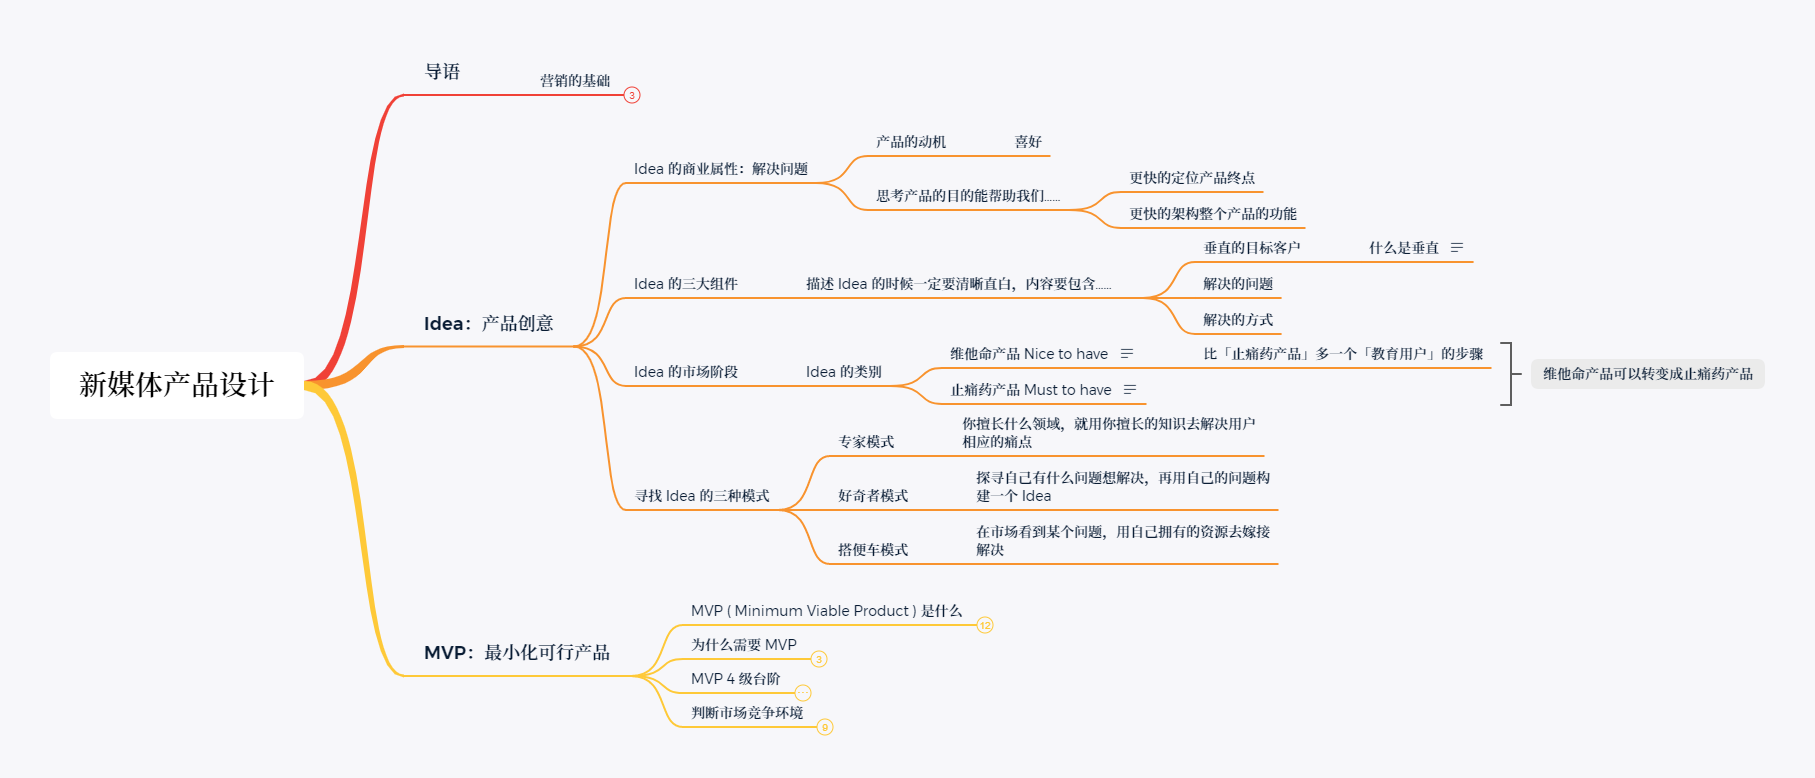 新媒体产品设计
导语
营销的基础
3
Idea：产品创意
Idea 的商业属性：解决问题
产品的动机
喜好
思考产品的目的能帮助我们……
更快的定位产品终点
更快的架构整个产品的功能
Idea 的三大组件
描述 Idea 的时候一定要清晰直白，内容要包含……
垂直的目标客户
什么是垂直
解决的问题
解决的方式
Idea 的市场阶段
Idea 的类别
维他命产品 Nice to have
比「止痛药产品」多一个「教育用户」的步骤
止痛药产品 Must to have
维他命产品可以转变成止痛药产品
寻找 Idea 的三种模式
专家模式
你擅长什么领域，就用你擅长的知识去解决用户
相应的痛点
好奇者模式
探寻自己有什么问题想解决，再用自己的问题构
建一个 Idea
搭便车模式
在市场看到某个问题，用自己拥有的资源去嫁接
解决
MVP：最小化可行产品
MVP ( Minimum Viable Product ) 是什么
12
为什么需要 MVP
3
MVP 4 级台阶
…
判断市场竞争环境
9